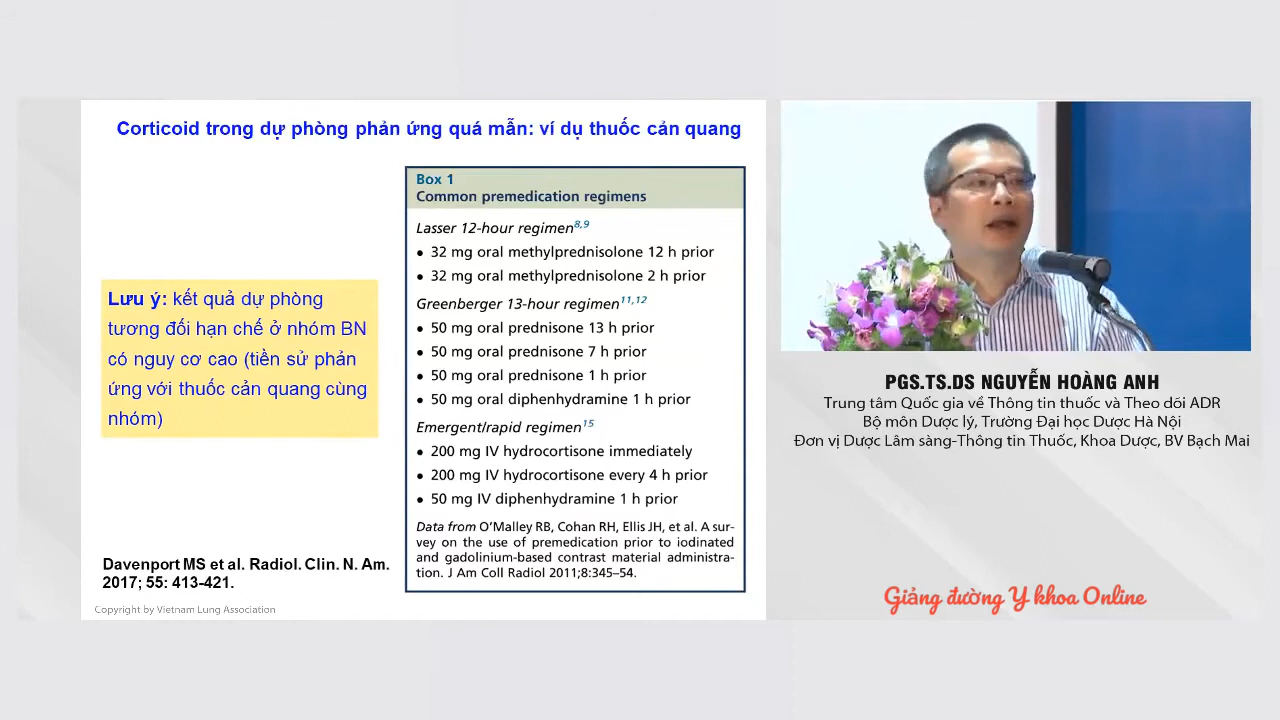 Corticoid trong dự phòng phản ứng quá mẫn: ví dụ thuốc cản quang
Lưu ý: kết quả dự phòng
tương đối hạn chế ở nhóm BN
có nguy cơ cao (tiền sử phản
ứng với thuốc cản quang cùng
nhóm)
Box 1
Common premedication regimens
Lasser 12-hour regimen8,9
• 32 mg oral methylprednisolone 12 h prior
• 32 mg oral methylprednisolone 2 h prior
Greenberger 13-hour regimen11,12
• 50 mg oral prednisone 13 h prior
• 50 mg oral prednisone 7 h prior
• 50 mg oral prednisone 1 h prior
• 50 mg oral diphenhydramine 1 h prior
Emergent/rapid regimen15
• 200 mg IV hydrocortisone immediately
• 200 mg IV hydrocortisone every 4 h prior
• 50 mg IV diphenhydramine 1 h prior
Data from O'Malley RB, Cohan RH, Ellis JH, et al. A sur-
vey on the use of premedication prior to iodinated
and gadolinium-based contrast material administra-
tion. J Am Coll Radiol 2011;8:345–54.
Davenport MS et al. Radiol. Clin. N. Am.
2017; 55: 413-421.
Copyright by Vietnam Lung Association
PGS.TS.DS NGUYỄN HOÀNG ANH
Trung tâm Quốc gia về Thông tin thuốc và Theo dõi ADR
Bộ môn Dược lý, Trường Đại học Dược Hà Nội
Đơn vị Dược Lâm sàng-Thông tin Thuốc, Khoa Dược, BV Bạch Mai
Giảng đường Y khoa Online